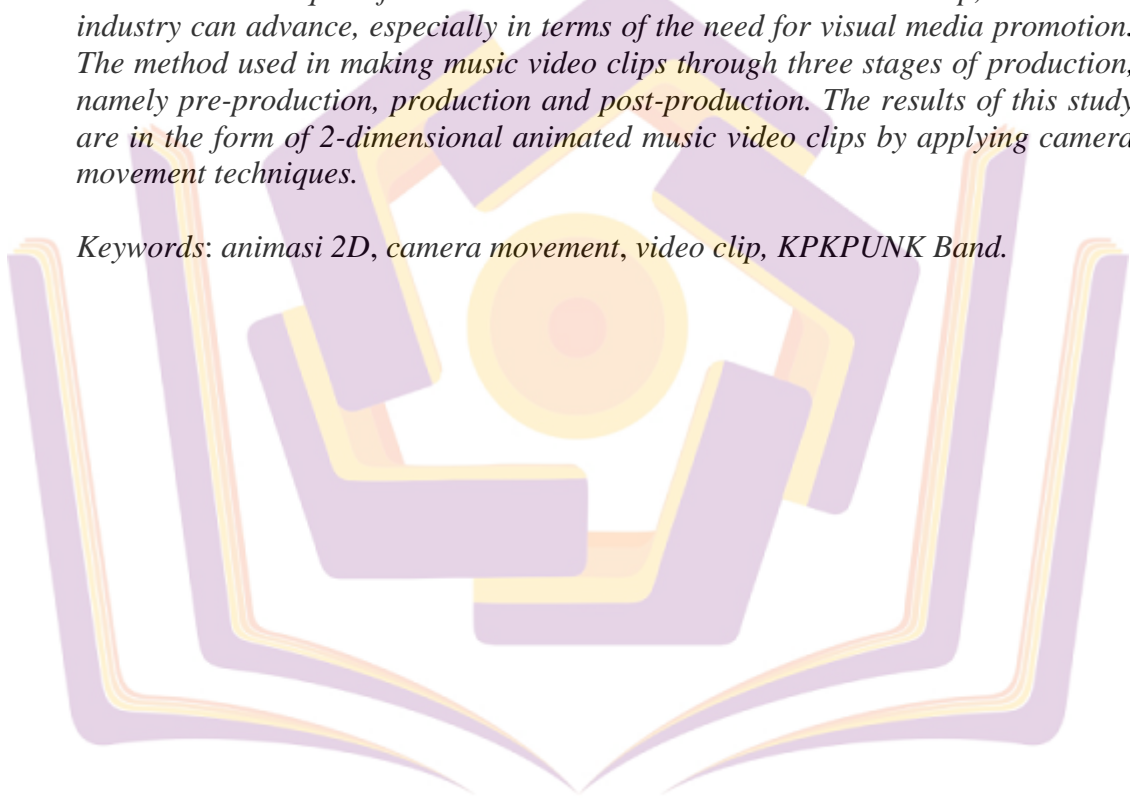 industry can advance, especially in terms of the need for visual media promotion.
The method used in making music video clips through three stages of production,
namely pre-production, production and post-production. The results of this study
are in the form of 2-dimensional animated music video clips by applying camera
movement techniques.
Keywords: animasi 2D, camera movement, video clip, KPKPUNK Band.